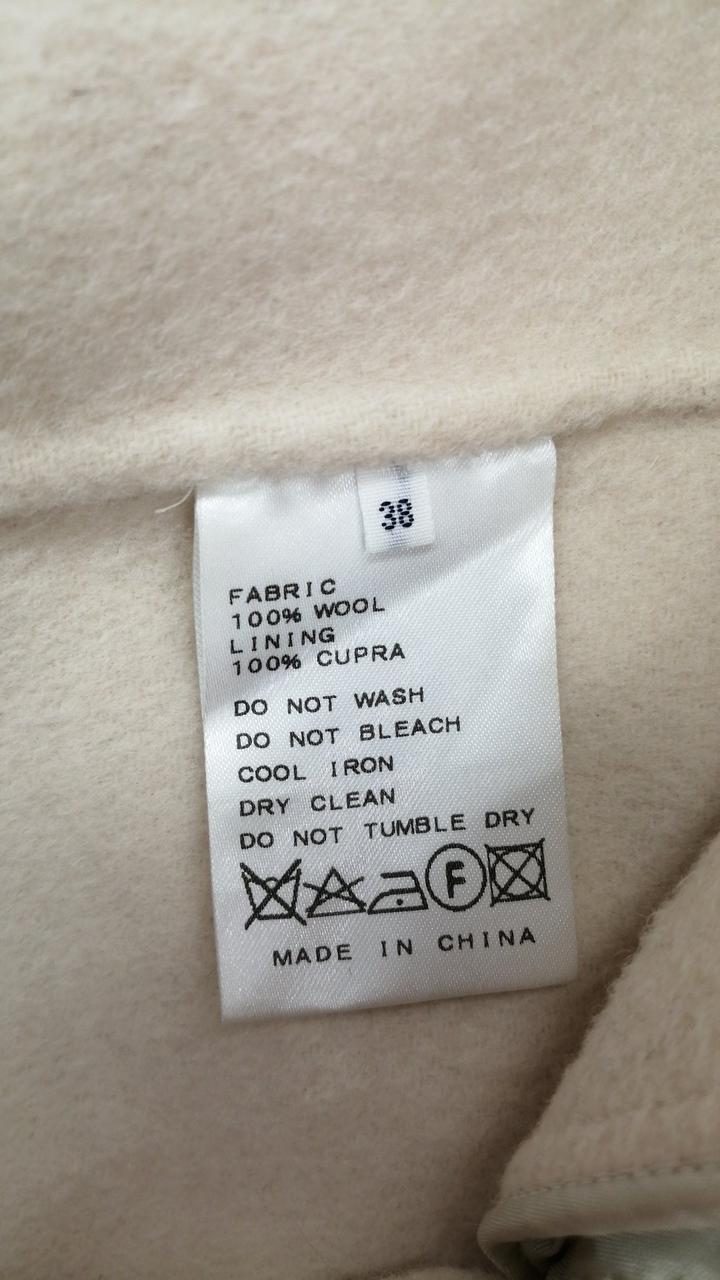 38
FABRIC
100% WOOL
LINING
100% CUPRA
DO NOT WASH
DO NOT BLEACH
COOL IRON
DRY CLEAN
DO NOT TUMBLE DRY
F
MADE IN CHINA